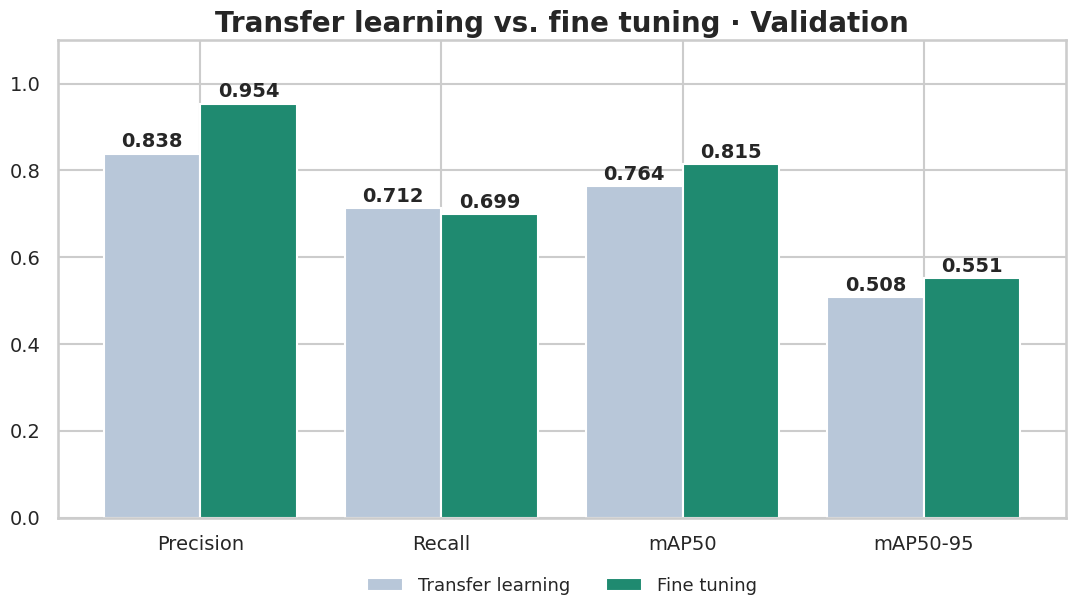 Transfer learning vs. fine tuning · Validation
1.0
0.8
0.6
0.4
0.2
0.0
0.838
0.954
0.712
0.699
0.764
0.815
0.508
0.551
Precision
Recall
mAP50
mAP50-95
Transfer learning
Fine tuning